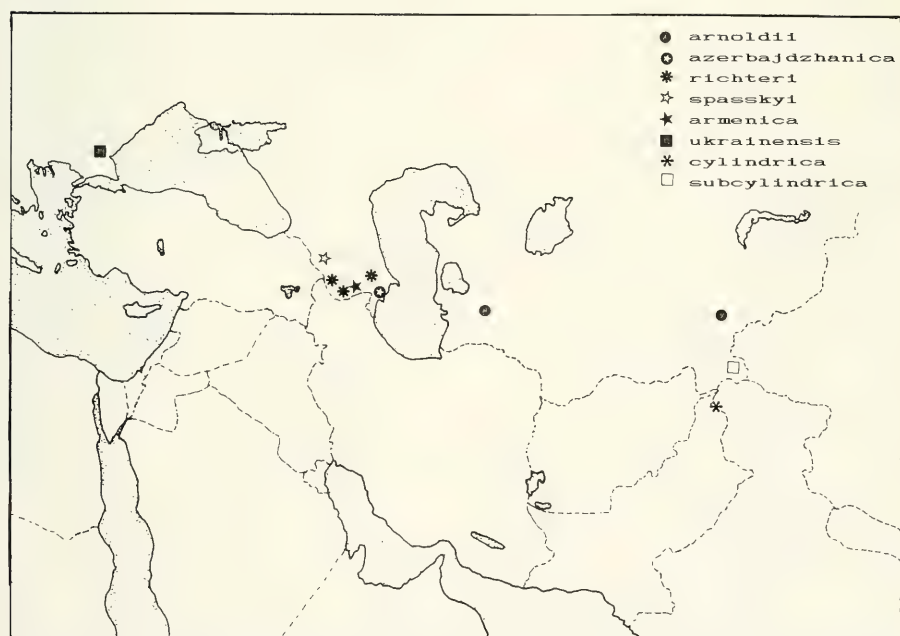 arnoldii
azerbajdzhanica
richteri
spasskyi
armenica
ukrainensis
cylindrica
subcylindrica